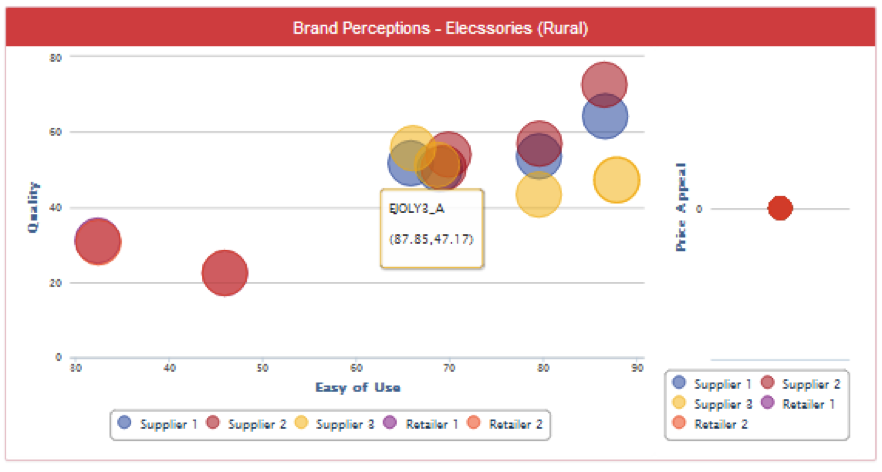 Brand Perceptions - Elecssories (Rural)
80
60
40
20
0
Quality
30 40 50 60 70 80 90
Easy of Use
EJOLY3_A
(87.85,47.17)
Supplier 1 Supplier 2 Supplier 3 Retailer 1 Retailer 2
Price Appeal
0
Supplier 1 Supplier 2
Supplier 3 Retailer 1
Retailer 2